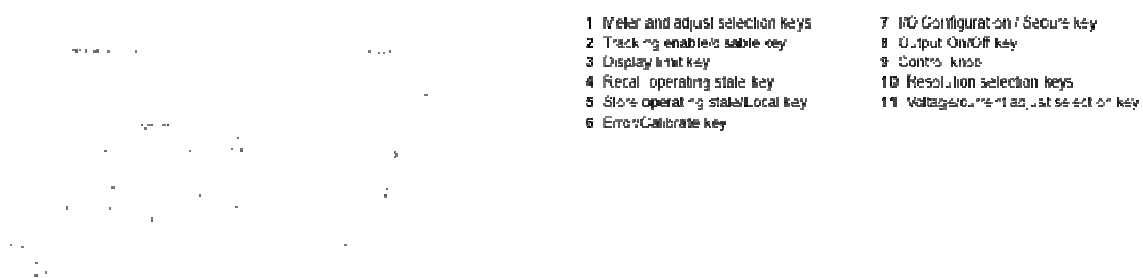 1 Meter and adjust selection keys
2 Tracking enable/disable key
3 Display limit key
4 Recall operating state key
5 Store operating state/Local key
6 Error/Calibrate key
7 I/O Configuration / Secure key
8 Output On/Off key
9 Control knob
10 Resolution selection keys
11 Voltage/current adjust selection key